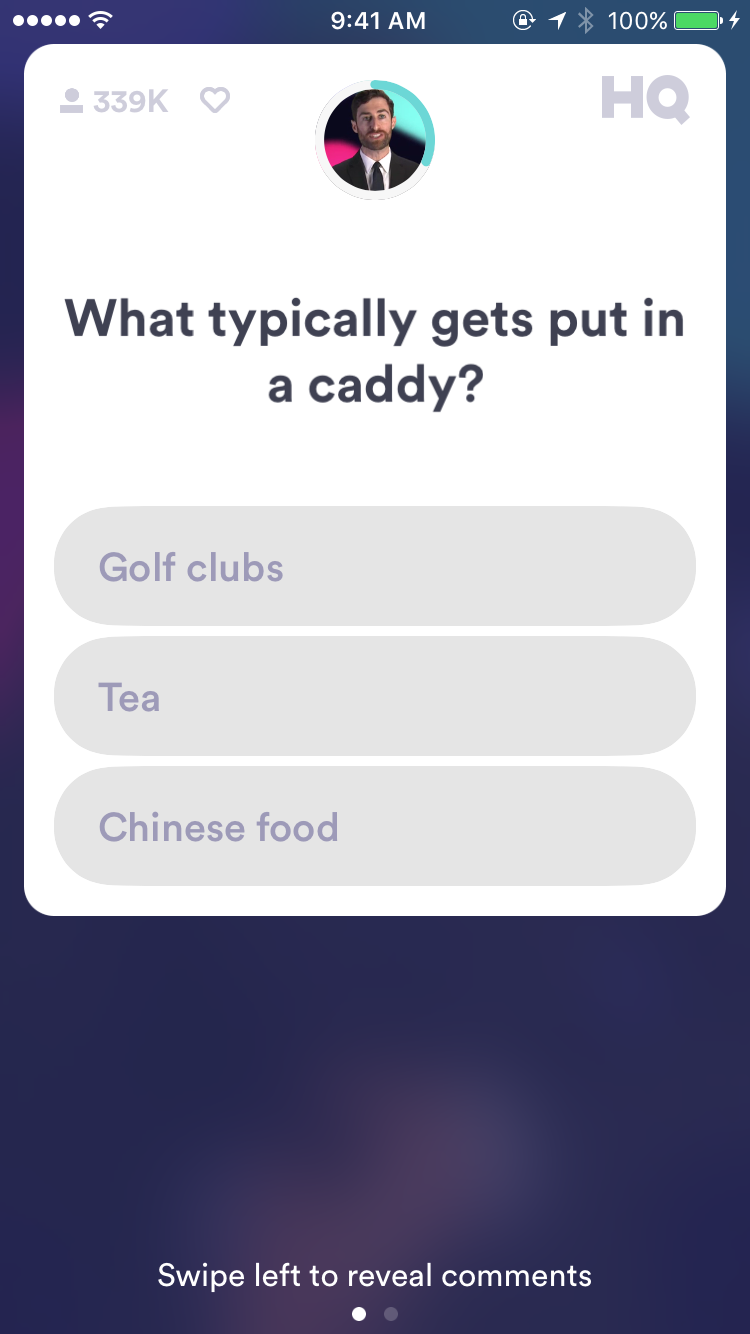 9:41 AM 100%
339K HQ
What typically gets put in
a caddy?
Golf clubs
Tea
Chinese food
Swipe left to reveal comments